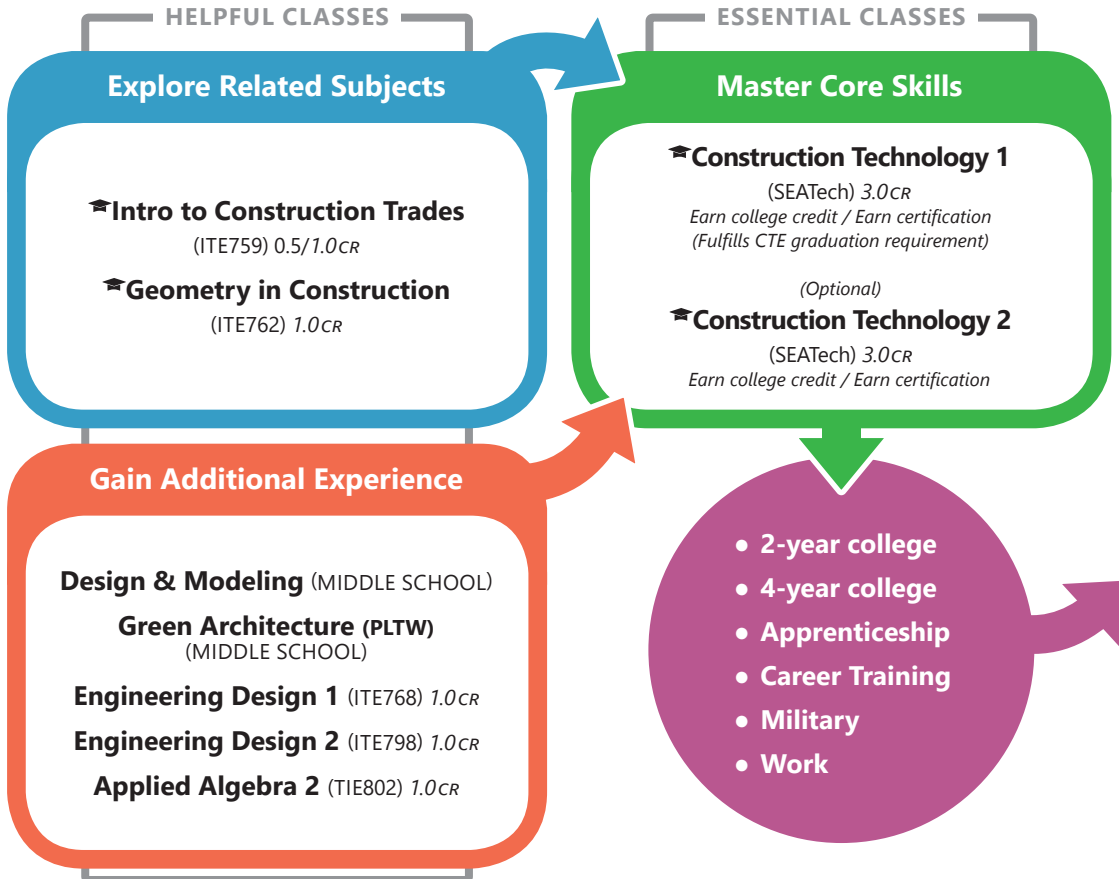 HELPFUL CLASSES
Explore Related Subjects
Intro to Construction Trades
(ITE759) 0.5/1.0CR
Geometry in Construction
(ITE762) 1.0CR
Gain Additional Experience
Design & Modeling (MIDDLE SCHOOL)
Green Architecture (PLTW)
(MIDDLE SCHOOL)
Engineering Design 1 (ITE768) 1.0CR
Engineering Design 2 (ITE798) 1.0CR
Applied Algebra 2 (TIE802) 1.0CR
ESSENTIAL CLASSES
Master Core Skills
Construction Technology 1
(SEATech) 3.0CR
Earn college credit / Earn certification
(Fulfills CTE graduation requirement)
(Optional)
Construction Technology 2
(SEATech) 3.0CR
Earn college credit / Earn certification
• 2-year college
• 4-year college
• Apprenticeship
• Career Training
• Military
• Work